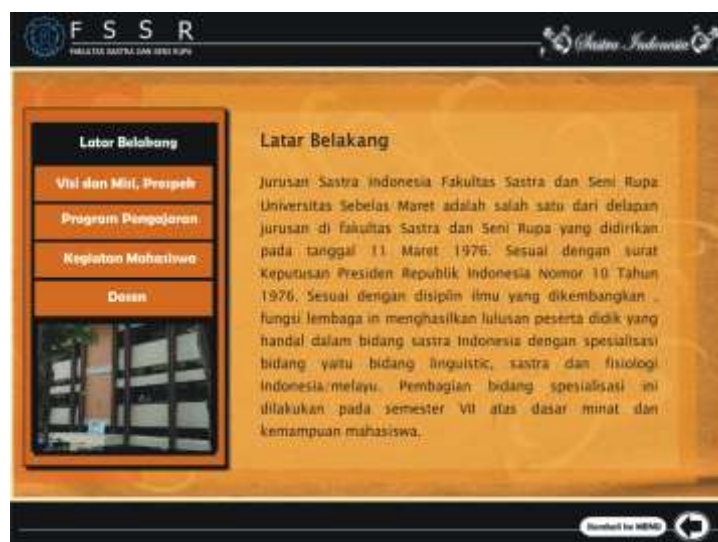 F S S R
FAKULTAS SASTRA DAN SENI RUPA
Sastra Indonesia
Latar Belakang
Visi dan Misi, Prospek
Program Pengajaran
Kegiatan Mahasiswa
Dosen
Latar Belakang
Jurusan Sastra Indonesia Fakultas Sastra dan Seni Rupa
Universitas Sebelas Maret adalah salah satu dari delapan
jurusan di fakultas Sastra dan Seni Rupa yang didirikan
pada tanggal 11 Maret 1976. Sesuai dengan surat
Keputusan Presiden Republik Indonesia Nomor 10 Tahun
1976. Sesuai dengan disiplin ilmu yang dikembangkan ,
fungsi lembaga in menghasilkan lulusan peserta didik yang
handal dalam bidang sastra Indonesia dengan spesialisasi
bidang yaitu bidang linguistic, sastra dan fisiologi
Indonesia/melayu. Pembagian bidang spesialisasi ini
dilakukan pada semester VII atas dasar minat dan
kemampuan mahasiswa.
Kembali ke MENU